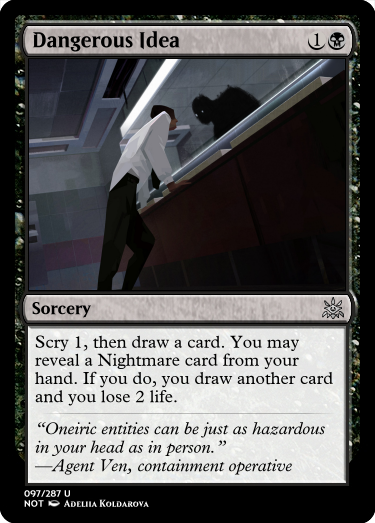 Dangerous Idea 1
Sorcery
Scry 1, then draw a card. You may
reveal a Nightmare card from your
hand. If you do, you draw another card
and you lose 2 life.
“Oneiric entities can be just as hazardous
in your head as in person.”
—Agent Ven, containment operative
097/287 U
NOT Adeliia Koldarova